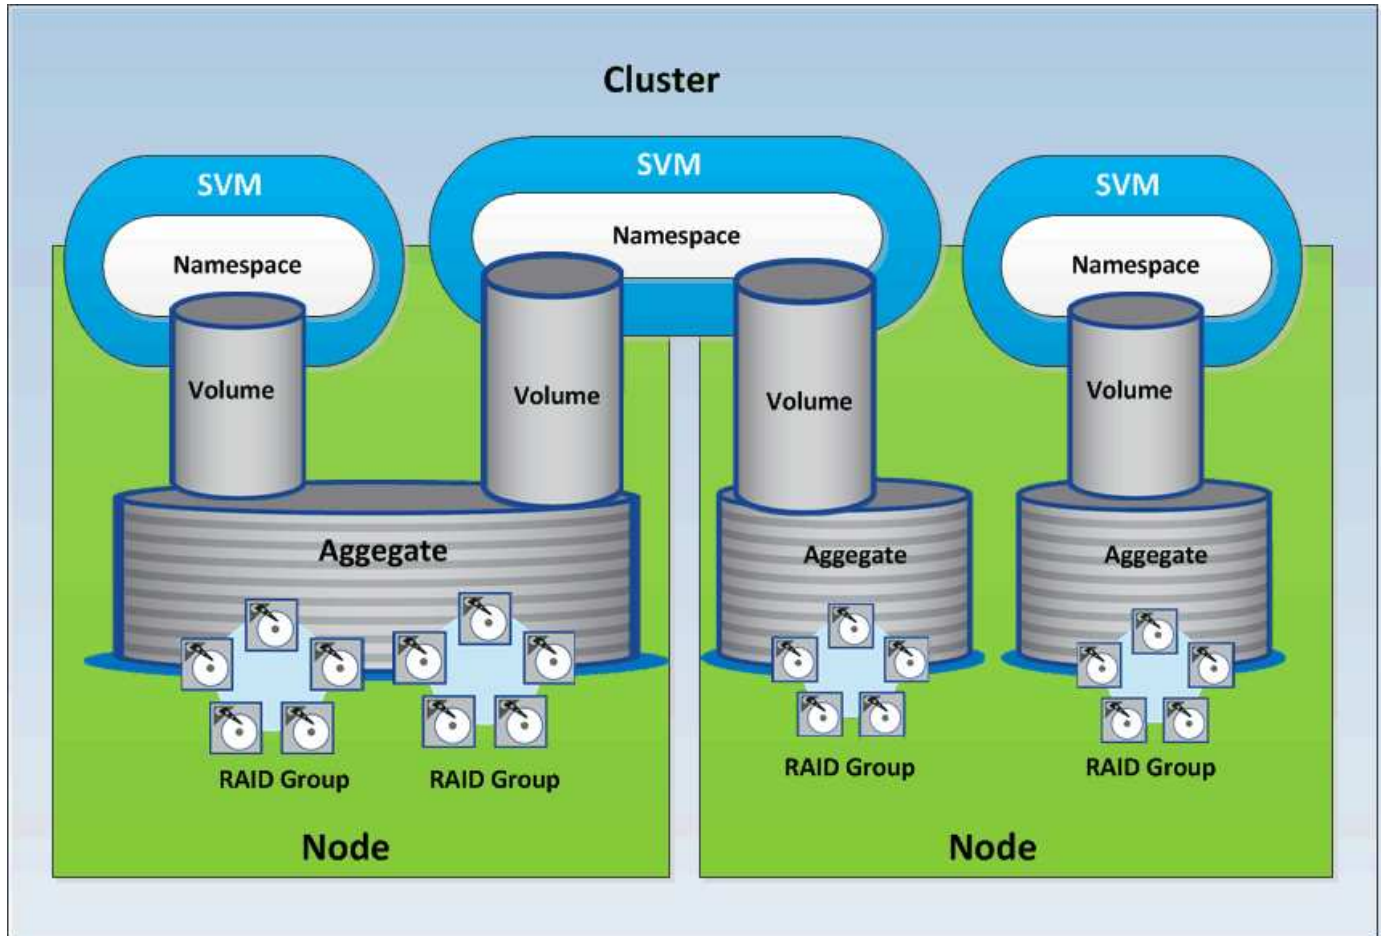 Cluster
SVM
SVM
SVM
Namespace
Namespace
Namespace
Volume
Volume
Volume
Volume
Aggegate
Aggegate
Aggegate
RAID Group
RAID Group
RAID Group
RAID Group
Node
Node